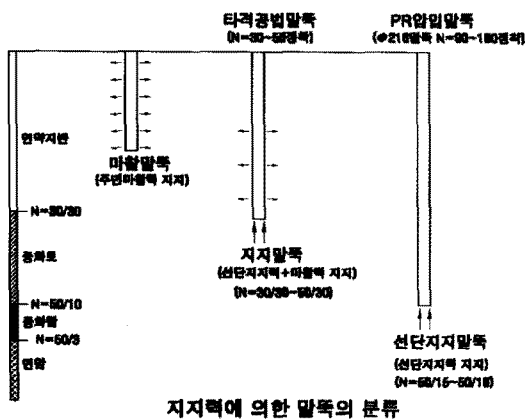 타격공법말뚝
(N=30~50관착)
PR압입말뚝
(Φ216말뚝 N=90~180관착)
연약지반
마찰말뚝
(주변마찰력 지지)
N=30/30
풍화토
지지말뚝
(선단지지력+마찰력 지지)
(N=30/30~50/30)
N=50/10
풍화암
N=50/3
연암
선단지지말뚝
(선단지지력 지지)
(N=50/15~50/10)
지지력에 의한 말뚝의 분류